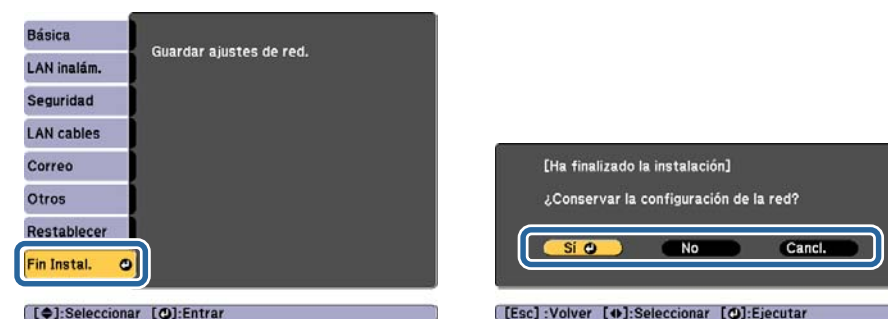 Básica
LAN inalám.
Seguridad
LAN cables
Correo
Otros
Restablecer
Fin Instal.
Guardar ajustes de red.
[ ]:Seleccionar [ ]:Entrar
[Ha finalizado la instalación]
¿Conservar la configuración de la red?
Sí No Cancl.
[Esc] :Volver [ ]:Seleccionar [ ]:Ejecutar